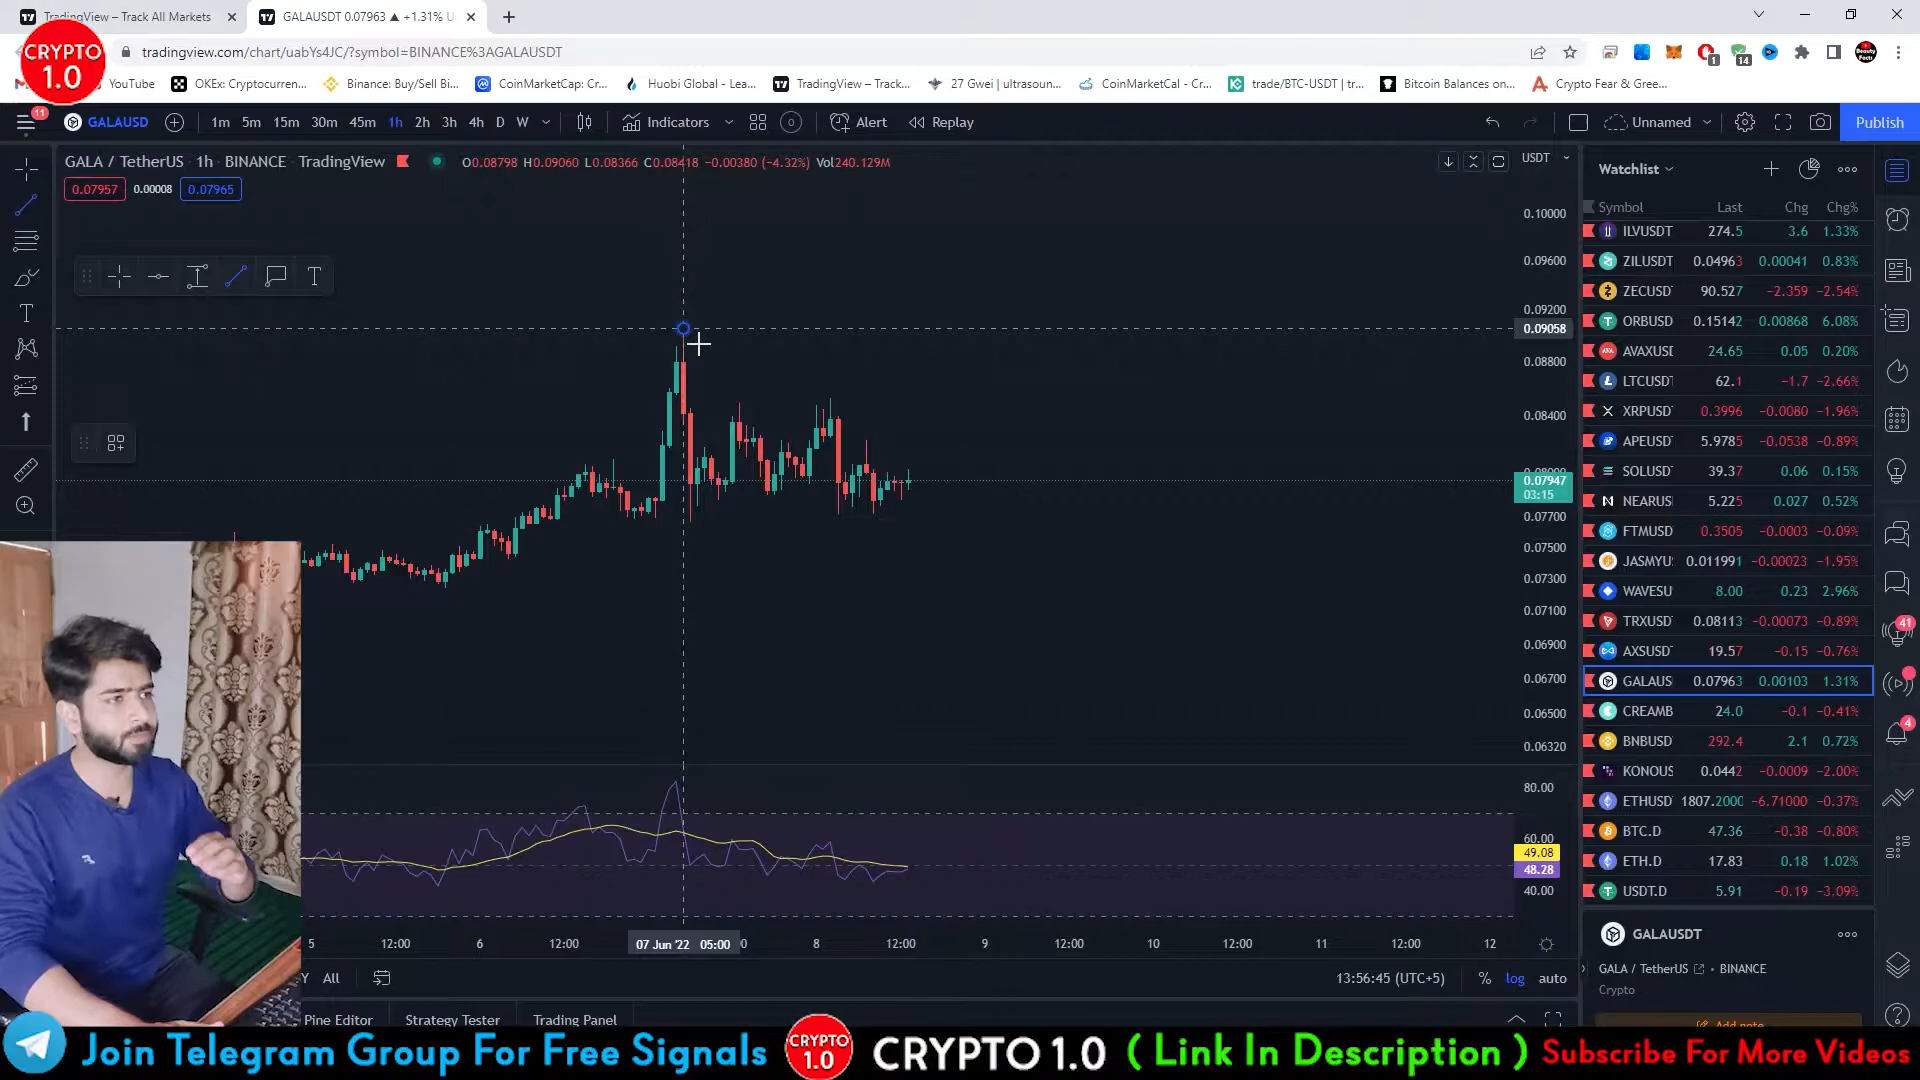 TradingView – Track All Markets
GALAUSDT 0.07963 ▲ +1.31% U
CRYPTO
1.0
tradingview.com/chart/uabYs4JC/?symbol=BINANCE%3AGALAUSDT
1
14
YouTube
OKEx: Cryptocurren...
Binance: Buy/Sell Bi...
CoinMarketCap: Cr...
Huobi Global - Lea...
TradingView – Track...
27 Gwei | ultrasoun...
CoinMarketCal - Cr...
trade/BTC-USDT | tr...
Bitcoin Balances on...
Crypto Fear & Gree...
11
GALAUSD
1m 5m 15m 30m 45m 1h 2h 3h 4h D W
Indicators
Alert
Replay
Unnamed
Publish
GALA / TetherUS · 1h · BINANCE · TradingView
O0.08798 H0.09060 L0.08366 C0.08418 −0.00380 (−4.32%) Vol240.129M
0.07957 0.00008 0.07965
USDT
0.10000
0.09600
0.09200
0.09058
0.08800
0.08400
0.08000
0.07947
03:15
0.07700
0.07500
0.07300
0.07100
0.06900
0.06700
0.06500
0.06320
80.00
60.00
49.08
48.28
40.00
5 12:00 6 12:00 07 Jun '22 05:00 0 8 12:00 9 12:00 10 12:00 11 12:00 12
Y All
13:56:45 (UTC+5) % log auto
Pine Editor Strategy Tester Trading Panel
Watchlist
Symbol Last Chg Chg%
ILVUSDT 274.5 3.6 1.33%
ZILUSDT 0.04963 0.00041 0.83%
ZECUSD 90.527 −2.359 −2.54%
ORBUSD 0.15142 0.00868 6.08%
AVAXUSD 24.65 0.05 0.20%
LTCUSDT 62.1 −1.7 −2.66%
XRPUSD 0.3996 −0.0080 −1.96%
APEUSD 5.9785 −0.0538 −0.89%
SOLUSD 39.37 0.06 0.15%
NEARUS 5.225 0.027 0.52%
FTMUSD 0.3505 −0.0003 −0.09%
JASMYU 0.011991 −0.00023 −1.95%
WAVESU 8.00 0.23 2.96%
TRXUSD 0.08113 −0.00073 −0.89%
AXSUSD 19.57 −0.15 −0.76%
GALAUS 0.07963 0.00103 1.31%
CREAMB 24.0 −0.1 −0.41%
BNBUSD 292.4 2.1 0.72%
KONOUS 0.0442 −0.0009 −2.00%
ETHUSD 1807.2000 −6.71000 −0.37%
BTC.D 47.36 −0.38 −0.80%
ETH.D 17.83 0.18 1.02%
USDT.D 5.91 −0.19 −3.09%
GALAUSDT
GALA / TetherUS • BINANCE
Crypto
Add note
41
4
Join Telegram Group For Free Signals
CRYPTO
1.0
CRYPTO 1.0 ( Link In Description ) Subscribe For More Videos